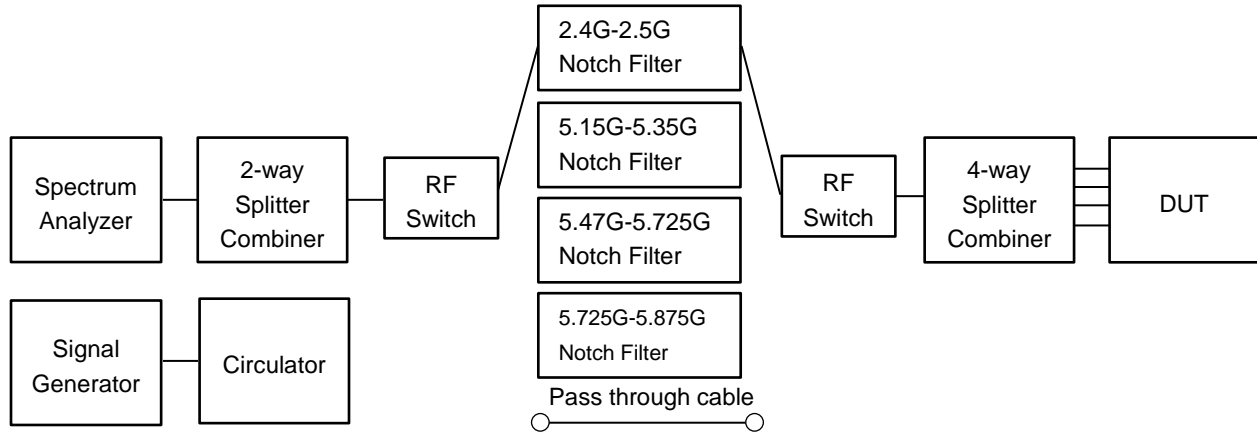 2.4G-2.5G
Notch Filter
5.15G-5.35G
Notch Filter
5.47G-5.725G
Notch Filter
5.725G-5.875G
Notch Filter
Pass through cable
Spectrum
Analyzer
2-way
Splitter
Combiner
RF
Switch
RF
Switch
4-way
Splitter
Combiner
DUT
Signal
Generator
Circulator